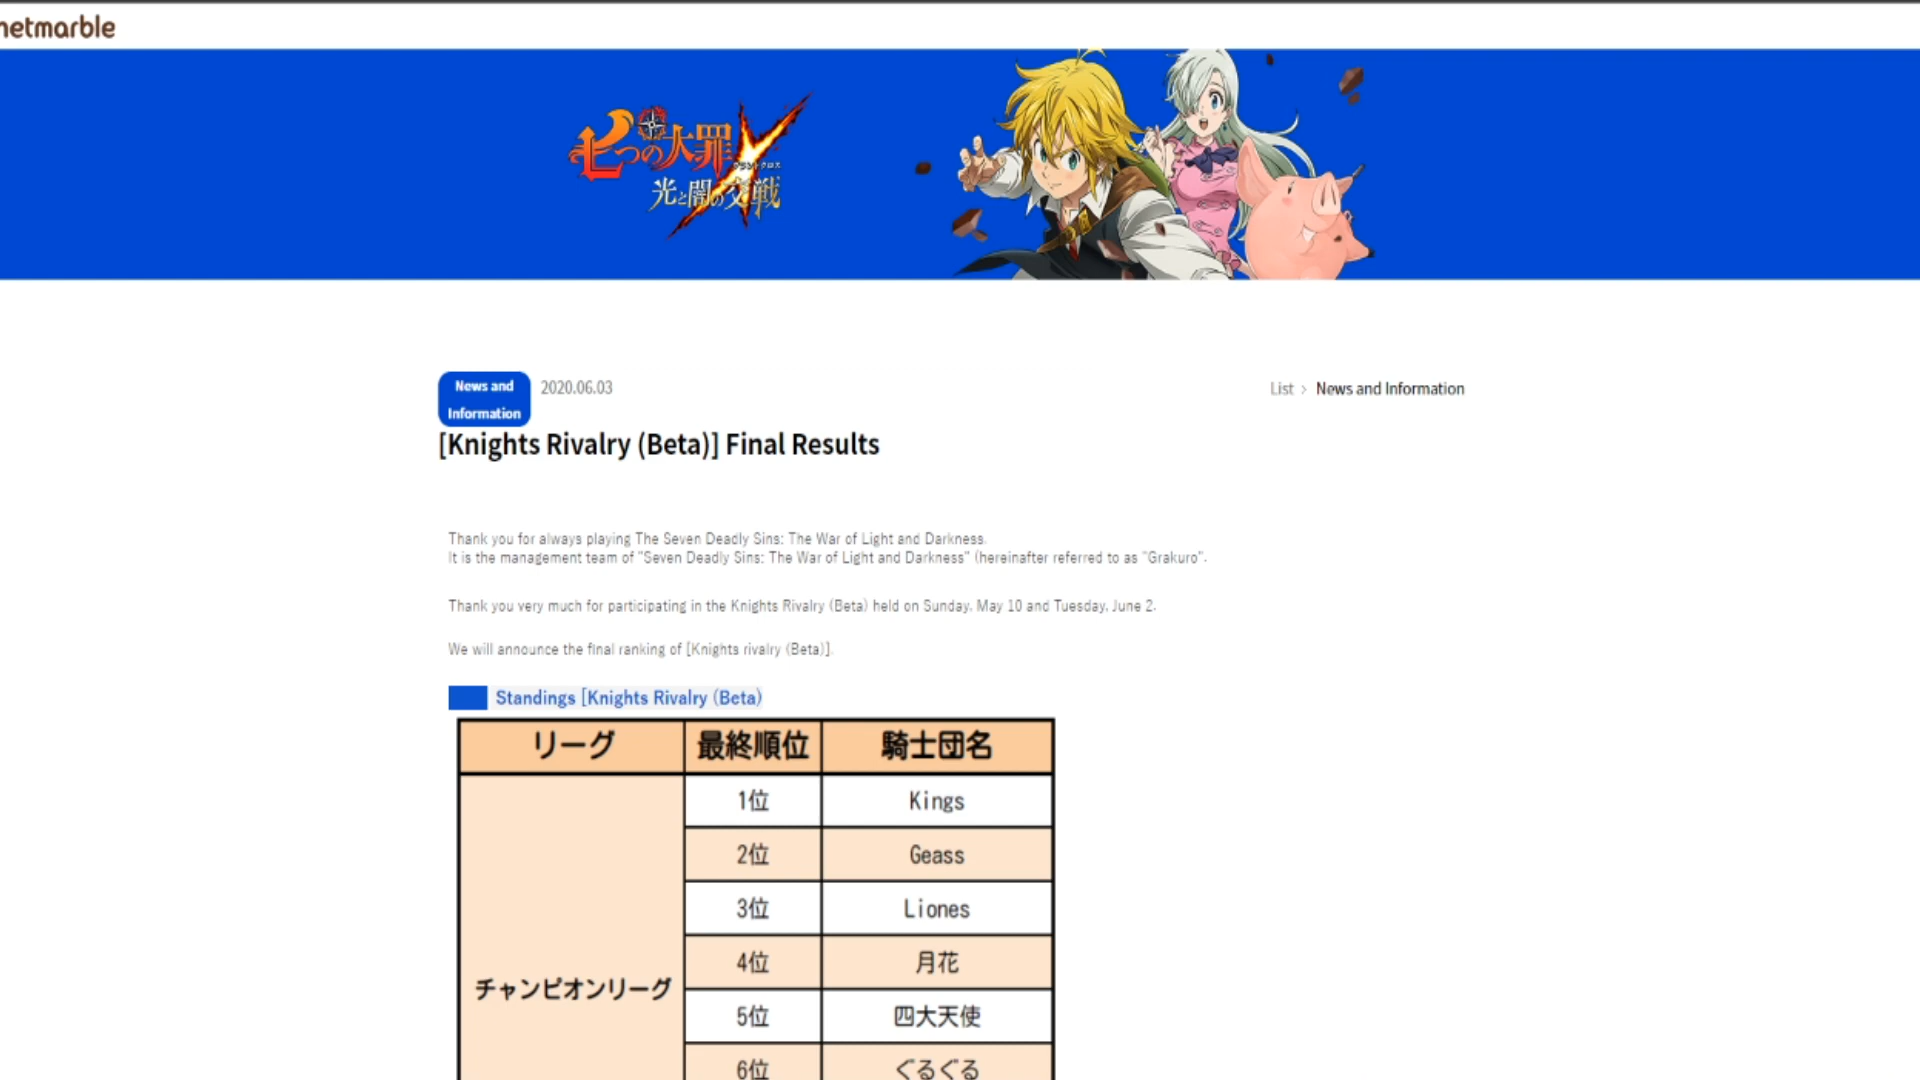 netmarble
七つの大罪
グランドクロス
光と闇の交戦
News and
Information
2020.06.03
List > News and Information
[Knights Rivalry (Beta)] Final Results
Thank you for always playing The Seven Deadly Sins: The War of Light and Darkness.
It is the management team of "Seven Deadly Sins: The War of Light and Darkness" (hereinafter referred to as "Grakuro".
Thank you very much for participating in the Knights Rivalry (Beta) held on Sunday, May 10 and Tuesday, June 2.
We will announce the final ranking of [Knights rivalry (Beta)].
Standings [Knights Rivalry (Beta)
リーグ 最終順位 騎士団名
1位 Kings
2位 Geass
3位 Liones
4位 月花
チャンピオンリーグ
5位 四大天使
6位 ぐるぐる